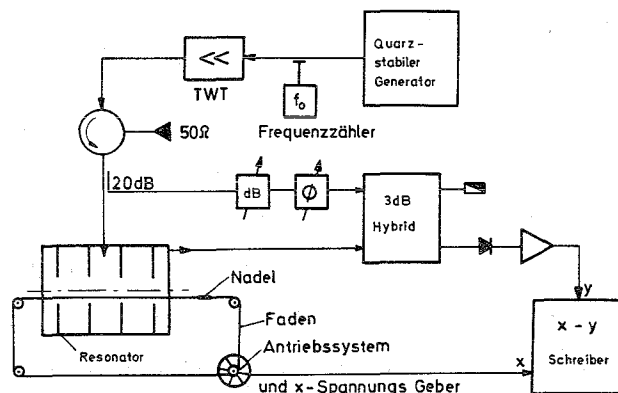 Quarz-
stabiler
Generator
<<
TWT
f₀
Frequenzzähler
50Ω
20dB
dB
Φ
3dB
Hybrid
Nadel
Faden
Resonator
Antriebssystem
und x-Spannungs Geber
x
y
x - y
Schreiber